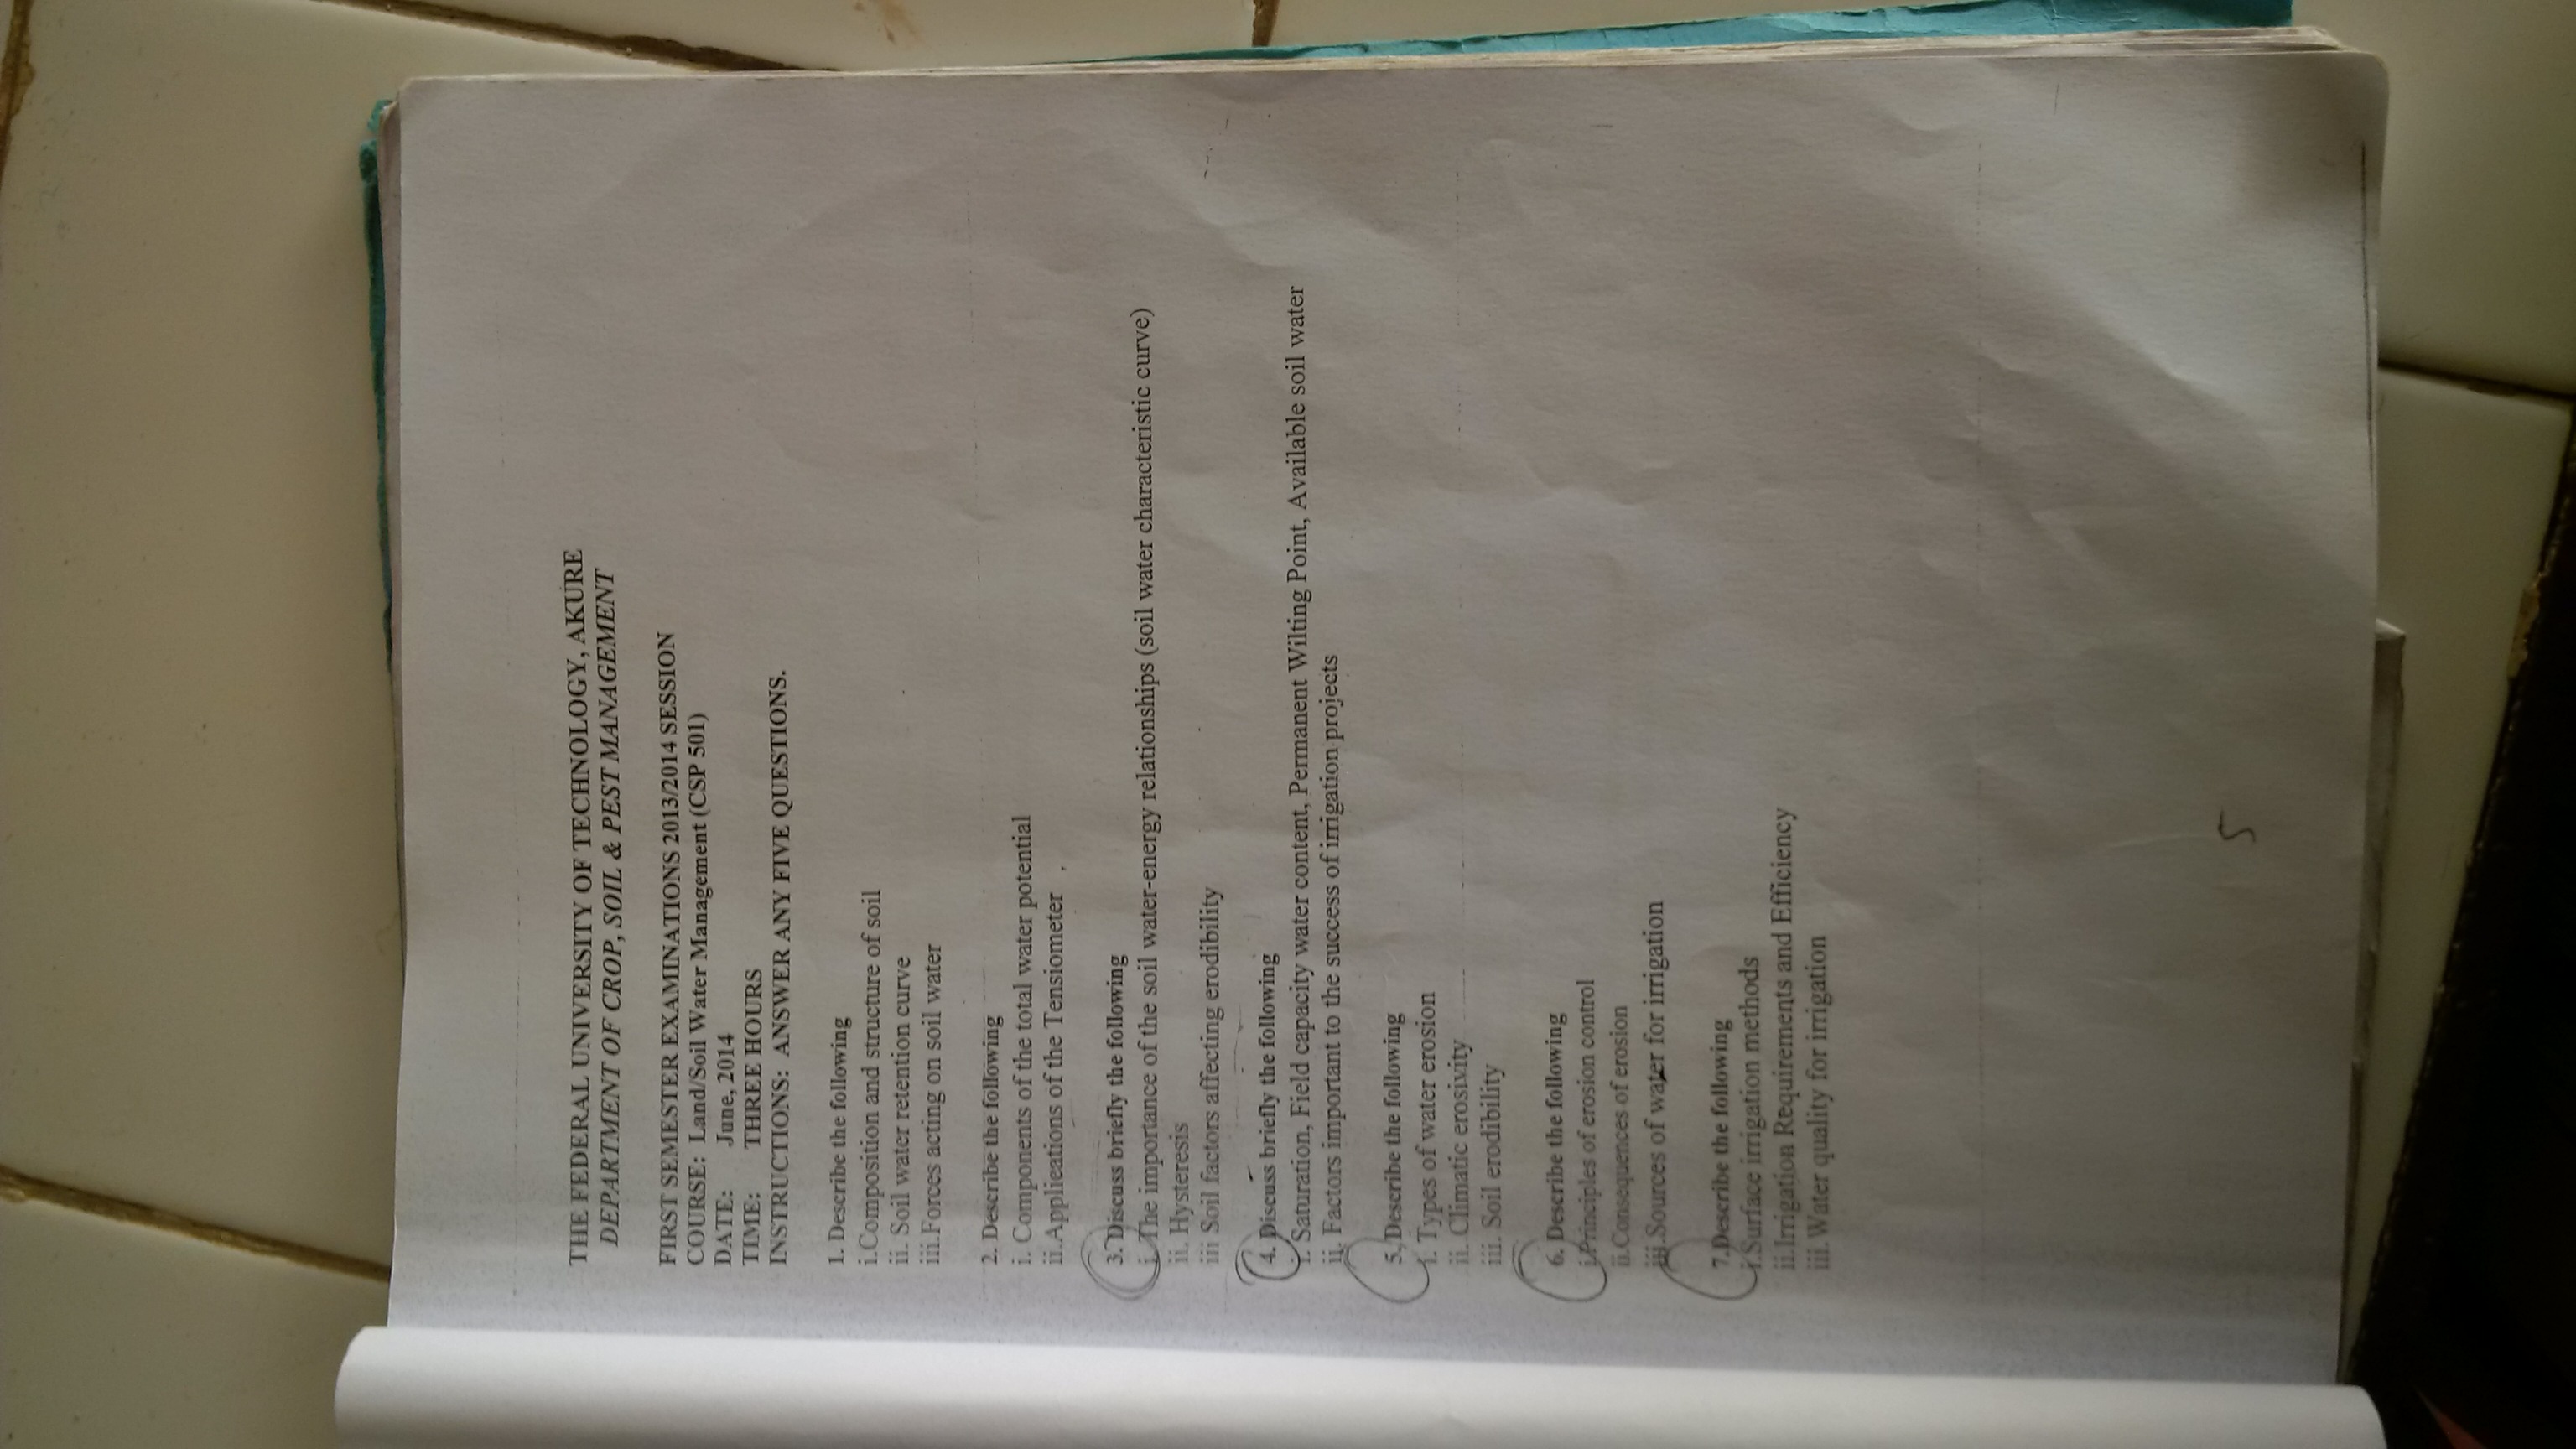 THE FEDERAL UNIVERSITY OF TECHNOLOGY, AKURE
DEPARTMENT OF CROP, SOIL & PEST MANAGEMENT
FIRST SEMESTER EXAMINATIONS 2013/2014 SESSION
COURSE: Land/Soil Water Management (CSP 501)
DATE: June, 2014
TIME: THREE HOURS
INSTRUCTIONS: ANSWER ANY FIVE QUESTIONS.
1. Describe the following
i.Composition and structure of soil
ii. Soil water retention curve
iii.Forces acting on soil water
2. Describe the following
i. Components of the total water potential
ii.Applications of the Tensiometer
3. Discuss briefly the following
i. The importance of the soil water-energy relationships (soil water characteristic curve)
ii. Hysteresis
iii Soil factors affecting erodibility
4. Discuss briefly the following
i. Saturation, Field capacity water content, Permanent Wilting Point, Available soil water
ii. Factors important to the success of irrigation projects
5. Describe the following
i. Types of water erosion
ii. Climatic erosivity
iii. Soil erodibility
6. Describe the following
i.Principles of erosion control
ii.Consequences of erosion
iii.Sources of water for irrigation
7.Describe the following
i.Surface irrigation methods
ii.Irrigation Requirements and Efficiency
iii.Water quality for irrigation
5